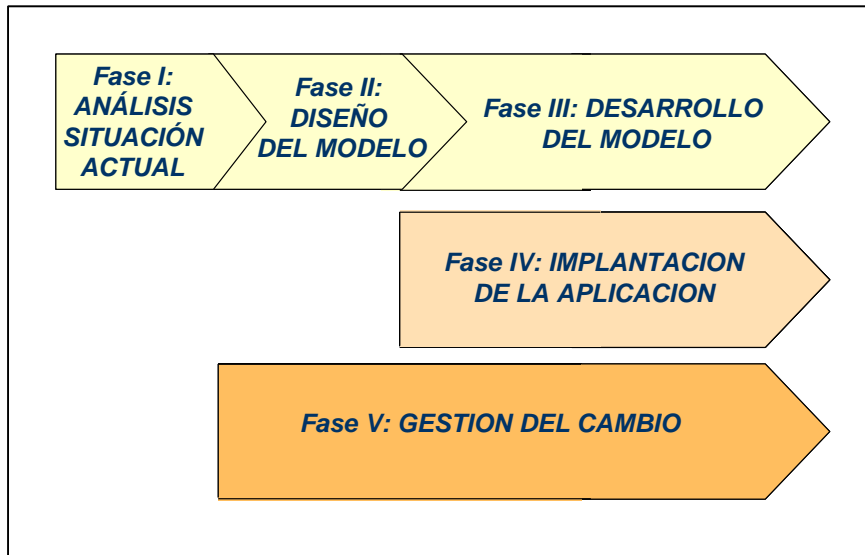 Fase I:
ANÁLISIS
SITUACIÓN
ACTUAL
Fase II:
DISEÑO
DEL MODELO
Fase III: DESARROLLO
DEL MODELO
Fase IV: IMPLANTACION
DE LA APLICACION
Fase V: GESTION DEL CAMBIO